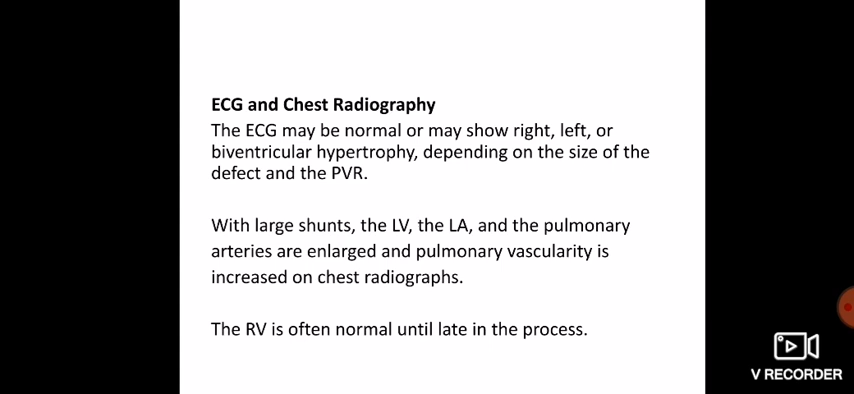 ECG and Chest Radiography
The ECG may be normal or may show right, left, or
biventricular hypertrophy, depending on the size of the
defect and the PVR.
With large shunts, the LV, the LA, and the pulmonary
arteries are enlarged and pulmonary vascularity is
increased on chest radiographs.
The RV is often normal until late in the process.
V RECORDER